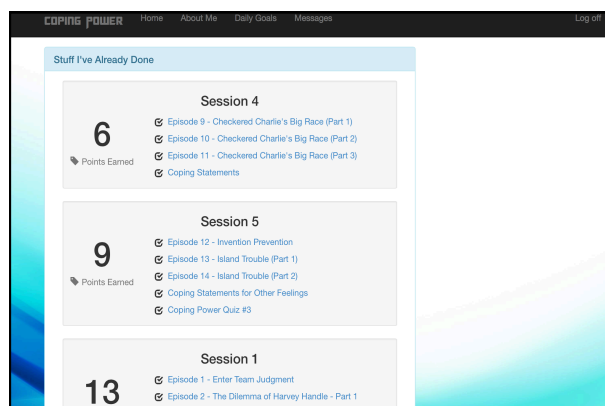 COPING POWER Home About Me Daily Goals Messages Log off
Stuff I've Already Done
Session 4
6
Points Earned
Episode 9 - Checkered Charlie's Big Race (Part 1)
Episode 10 - Checkered Charlie's Big Race (Part 2)
Episode 11 - Checkered Charlie's Big Race (Part 3)
Coping Statements
Session 5
9
Points Earned
Episode 12 - Invention Prevention
Episode 13 - Island Trouble (Part 1)
Episode 14 - Island Trouble (Part 2)
Coping Statements for Other Feelings
Coping Power Quiz #3
Session 1
13
Episode 1 - Enter Team Judgment
Episode 2 - The Dilemma of Harvey Handle - Part 1